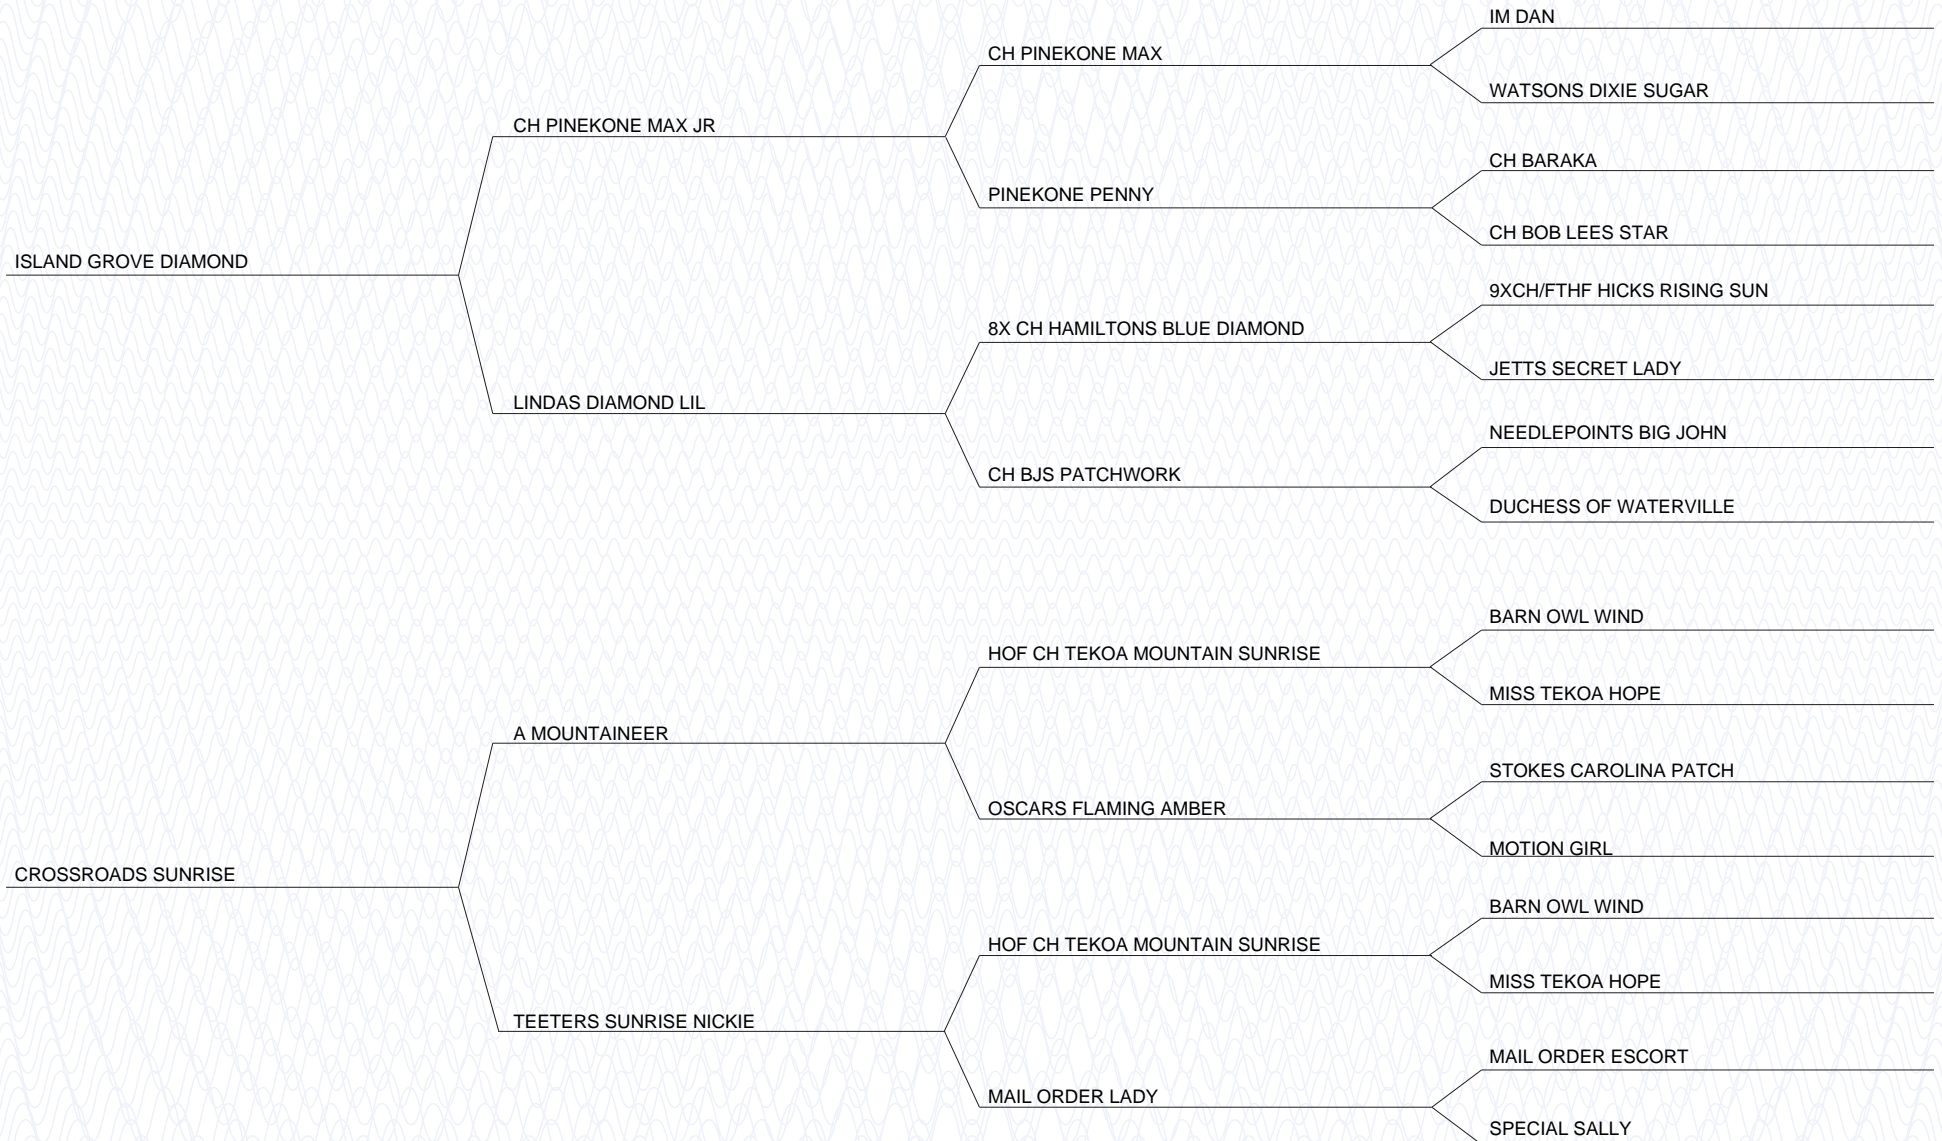 IM DAN
CH PINEKONE MAX
WATSONS DIXIE SUGAR
CH PINEKONE MAX JR
CH BARAKA
PINEKONE PENNY
CH BOB LEES STAR
ISLAND GROVE DIAMOND
9XCH/FTHF HICKS RISING SUN
8X CH HAMILTONS BLUE DIAMOND
JETTS SECRET LADY
LINDAS DIAMOND LIL
NEEDLEPOINTS BIG JOHN
CH BJS PATCHWORK
DUCHESS OF WATERVILLE
BARN OWL WIND
HOF CH TEKOA MOUNTAIN SUNRISE
MISS TEKOA HOPE
A MOUNTAINEER
STOKES CAROLINA PATCH
OSCARS FLAMING AMBER
MOTION GIRL
CROSSROADS SUNRISE
BARN OWL WIND
HOF CH TEKOA MOUNTAIN SUNRISE
MISS TEKOA HOPE
TEETERS SUNRISE NICKIE
MAIL ORDER ESCORT
MAIL ORDER LADY
SPECIAL SALLY